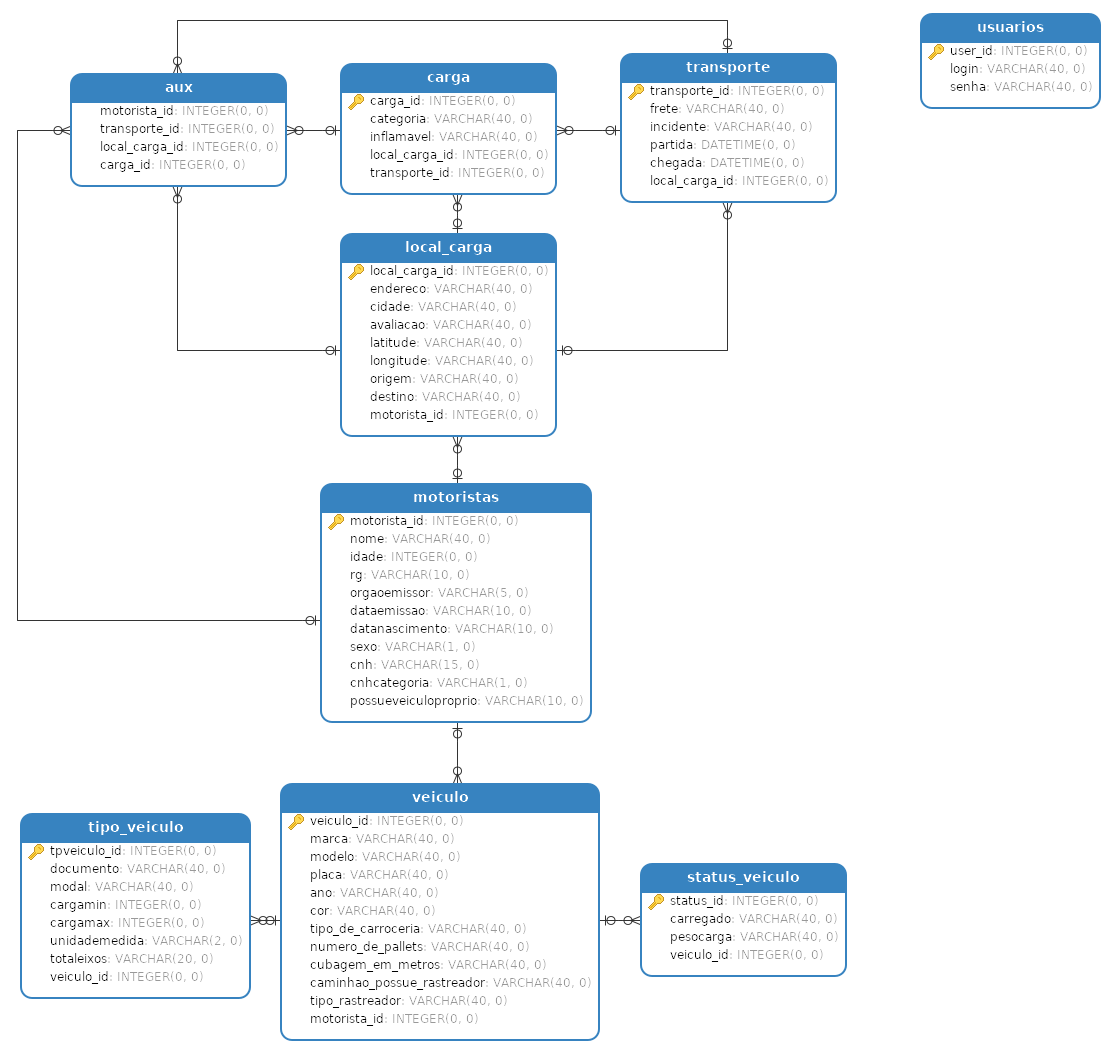 aux
motorista_id: INTEGER(0, 0)
transporte_id: INTEGER(0, 0)
local_carga_id: INTEGER(0, 0)
carga_id: INTEGER(0, 0)
carga
carga_id: INTEGER(0, 0)
categoria: VARCHAR(40, 0)
inflamavel: VARCHAR(40, 0)
local_carga_id: INTEGER(0, 0)
transporte_id: INTEGER(0, 0)
transporte
transporte_id: INTEGER(0, 0)
frete: VARCHAR(40, 0)
incidente: VARCHAR(40, 0)
partida: DATETIME(0, 0)
chegada: DATETIME(0, 0)
local_carga_id: INTEGER(0, 0)
usuarios
user_id: INTEGER(0, 0)
login: VARCHAR(40, 0)
senha: VARCHAR(40, 0)
local_carga
local_carga_id: INTEGER(0, 0)
endereco: VARCHAR(40, 0)
cidade: VARCHAR(40, 0)
avaliacao: VARCHAR(40, 0)
latitude: VARCHAR(40, 0)
longitude: VARCHAR(40, 0)
origem: VARCHAR(40, 0)
destino: VARCHAR(40, 0)
motorista_id: INTEGER(0, 0)
motoristas
motorista_id: INTEGER(0, 0)
nome: VARCHAR(40, 0)
idade: INTEGER(0, 0)
rg: VARCHAR(10, 0)
orgaoemissor: VARCHAR(5, 0)
dataemissao: VARCHAR(10, 0)
datanascimento: VARCHAR(10, 0)
sexo: VARCHAR(1, 0)
cnh: VARCHAR(15, 0)
cnhcategoria: VARCHAR(1, 0)
possueveiculoproprio: VARCHAR(10, 0)
tipo_veiculo
tpveiculo_id: INTEGER(0, 0)
documento: VARCHAR(40, 0)
modal: VARCHAR(40, 0)
cargamin: INTEGER(0, 0)
cargamax: INTEGER(0, 0)
unidademedida: VARCHAR(2, 0)
totaleixos: VARCHAR(20, 0)
veiculo_id: INTEGER(0, 0)
veiculo
veiculo_id: INTEGER(0, 0)
marca: VARCHAR(40, 0)
modelo: VARCHAR(40, 0)
placa: VARCHAR(40, 0)
ano: VARCHAR(40, 0)
cor: VARCHAR(40, 0)
tipo_de_carroceria: VARCHAR(40, 0)
numero_de_pallets: VARCHAR(40, 0)
cubagem_em_metros: VARCHAR(40, 0)
caminhao_possue_rastreador: VARCHAR(40, 0)
tipo_rastreador: VARCHAR(40, 0)
motorista_id: INTEGER(0, 0)
status_veiculo
status_id: INTEGER(0, 0)
carregado: VARCHAR(40, 0)
pesocarga: VARCHAR(40, 0)
veiculo_id: INTEGER(0, 0)